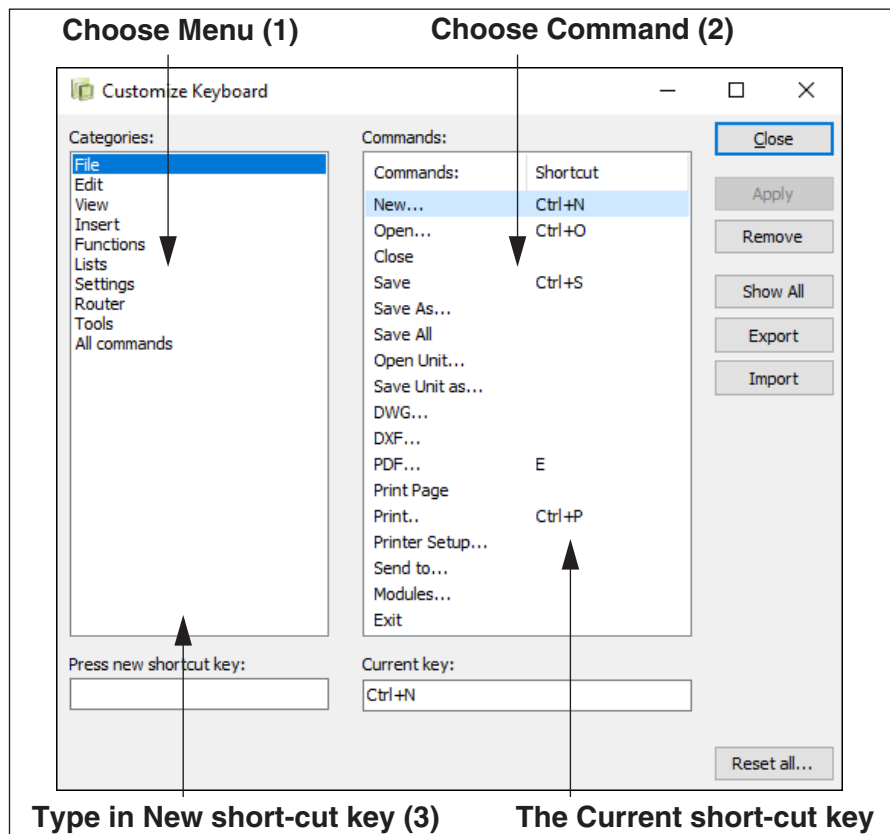 Choose Menu (1) Choose Command (2)
Customize Keyboard
Categories:
File
Edit
View
Insert
Functions
Lists
Settings
Router
Tools
All commands
Commands:
Commands: Shortcut
New... Ctrl+N
Open... Ctrl+O
Close
Save Ctrl+S
Save As...
Save All
Open Unit...
Save Unit as...
DWG...
DXF...
PDF... E
Print Page
Print.. Ctrl+P
Printer Setup...
Send to...
Modules...
Exit
Close
Apply
Remove
Show All
Export
Import
Press new shortcut key:
Current key:
Ctrl+N
Reset all...
Type in New short-cut key (3) The Current short-cut key